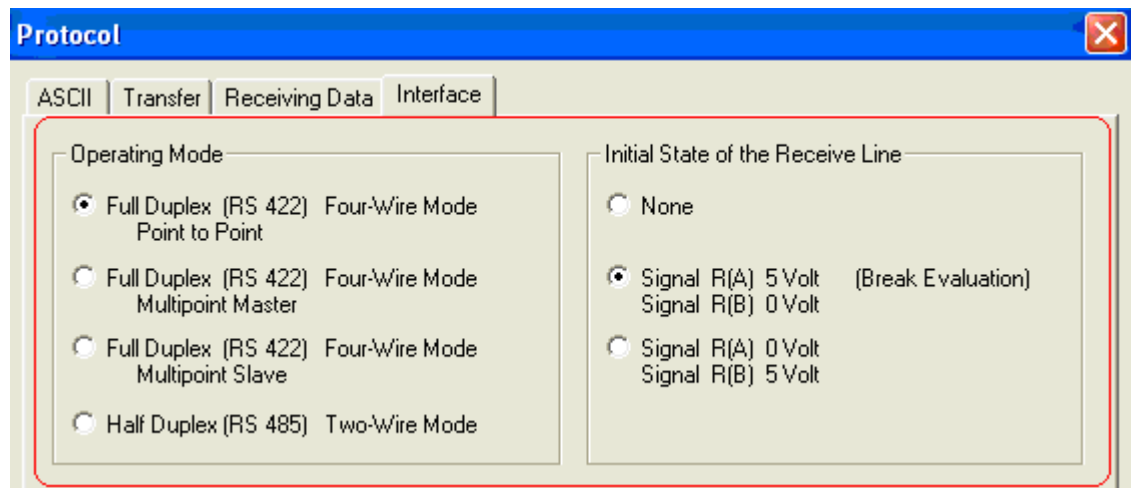 Protocol
ASCII Transfer Receiving Data Interface
Operating Mode
Full Duplex (RS 422) Four-Wire Mode
Point to Point
Full Duplex (RS 422) Four-Wire Mode
Multipoint Master
Full Duplex (RS 422) Four-Wire Mode
Multipoint Slave
Half Duplex (RS 485) Two-Wire Mode
Initial State of the Receive Line
None
Signal R(A) 5 Volt (Break Evaluation)
Signal R(B) 0 Volt
Signal R(A) 0 Volt
Signal R(B) 5 Volt